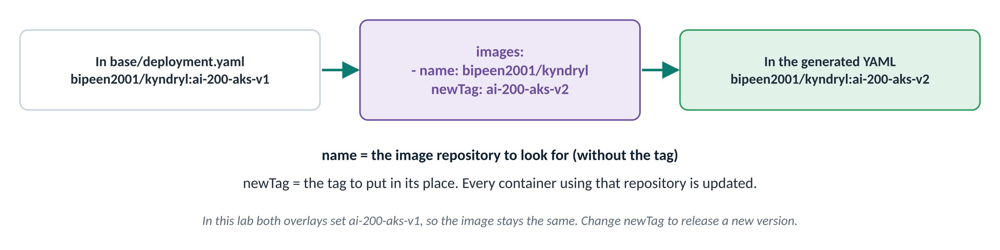 In base/deployment.yaml
bipeen2001/kyndryl:ai-200-aks-v1
images:
- name: bipeen2001/kyndryl
newTag: ai-200-aks-v2
In the generated YAML
bipeen2001/kyndryl:ai-200-aks-v2
name = the image repository to look for (without the tag)
newTag = the tag to put in its place. Every container using that repository is updated.
In this lab both overlays set ai-200-aks-v1, so the image stays the same. Change newTag to release a new version.